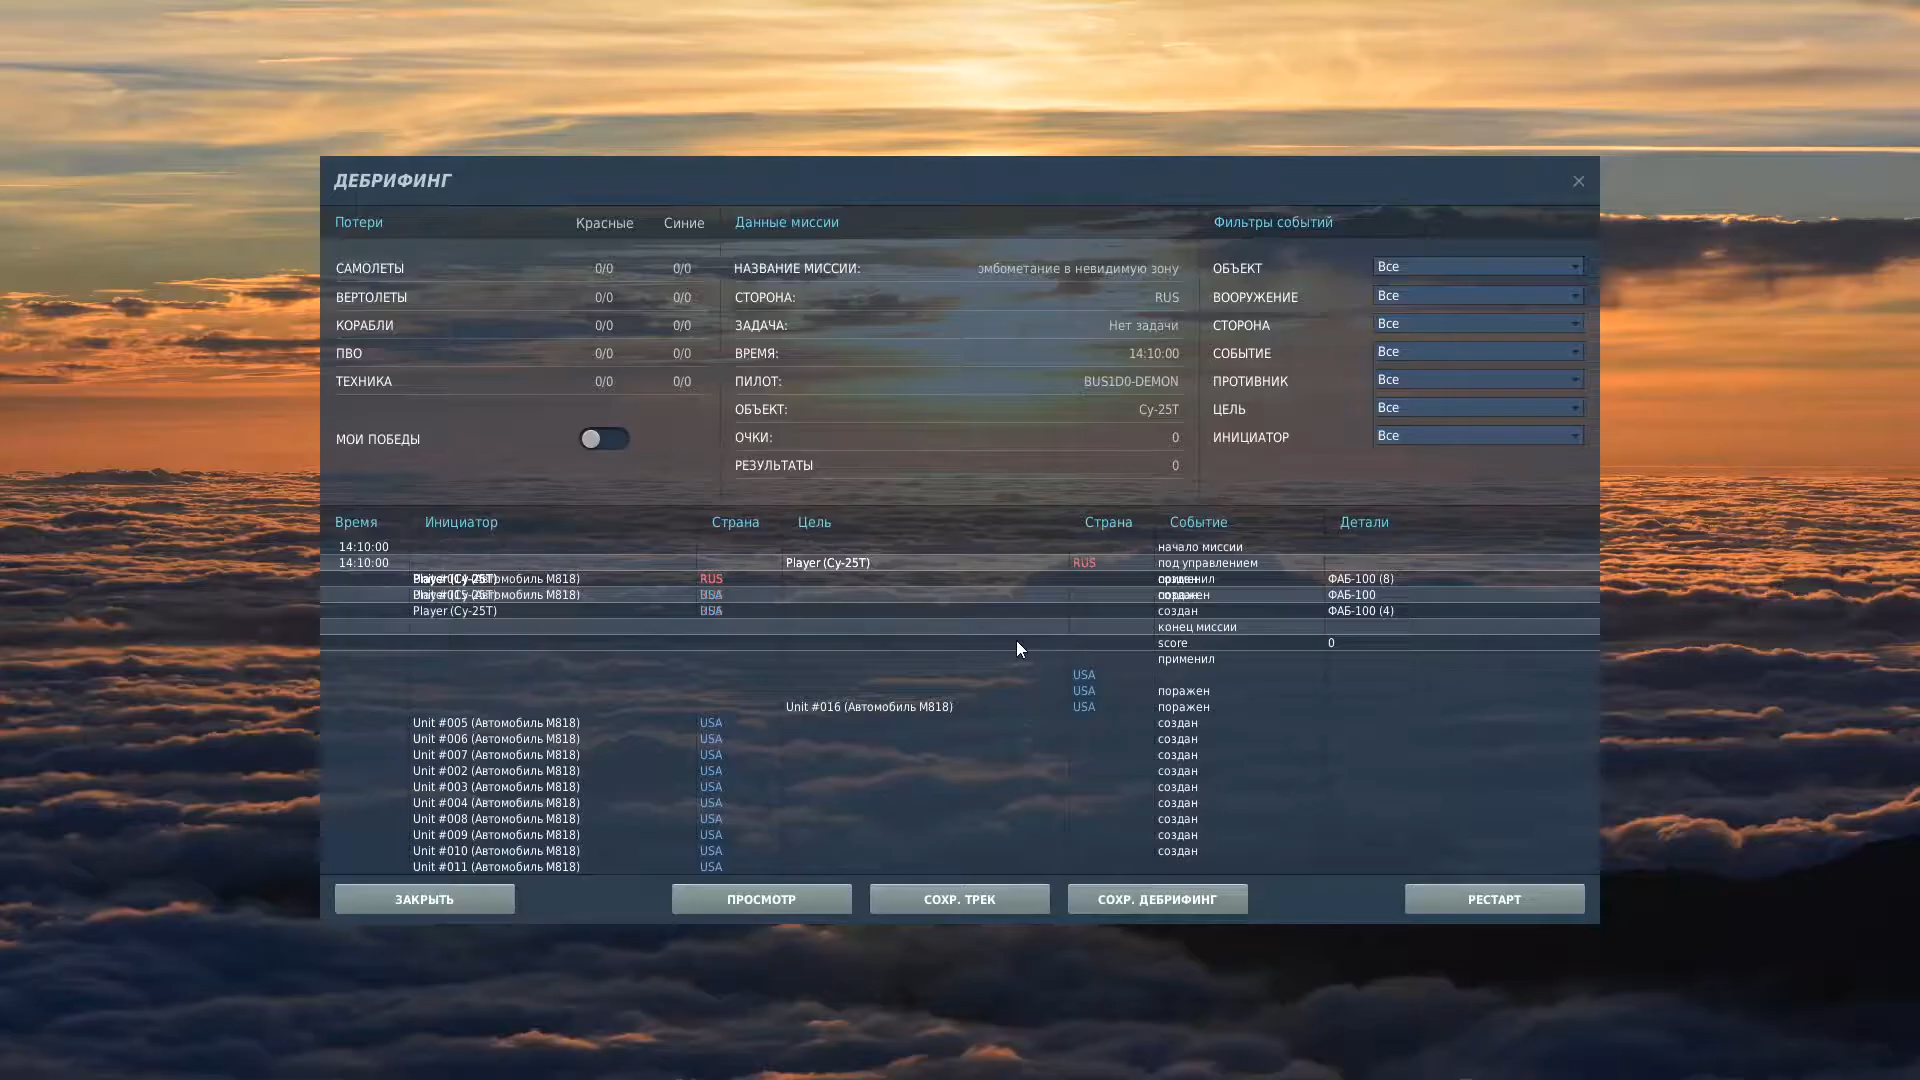 ДЕБРИФИНГ
Потери Красные Синие Данные миссии Фильтры событий
САМОЛЕТЫ 0/0 0/0 НАЗВАНИЕ МИССИИ: омбометание в невидимую зону ОБЪЕКТ Все
ВЕРТОЛЕТЫ 0/0 0/0 СТОРОНА: RUS ВООРУЖЕНИЕ Все
КОРАБЛИ 0/0 0/0 ЗАДАЧА: Нет задачи СТОРОНА Все
ПВО 0/0 0/0 ВРЕМЯ: 14:10:00 СОБЫТИЕ Все
ТЕХНИКА 0/0 0/0 ПИЛОТ: BUS1D0-DEMON ПРОТИВНИК Все
ОБЪЕКТ: Су-25Т ЦЕЛЬ Все
МОИ ПОБЕДЫ ОЧКИ: 0 ИНИЦИАТОР Все
РЕЗУЛЬТАТЫ 0
Время Инициатор Страна Цель Страна Событие Детали
14:10:00 начало миссии
14:10:00 Player (Су-25Т) RUS под управлением
RUS ФАБ-100 (8)
ФАБ-100
Player (Су-25Т) создан ФАБ-100 (4)
конец миссии
score 0
применил
USA
USA поражен
Unit #016 (Автомобиль M818) USA поражен
Unit #005 (Автомобиль M818) USA создан
Unit #006 (Автомобиль M818) USA создан
Unit #007 (Автомобиль M818) USA создан
Unit #002 (Автомобиль M818) USA создан
Unit #003 (Автомобиль M818) USA создан
Unit #004 (Автомобиль M818) USA создан
Unit #008 (Автомобиль M818) USA создан
Unit #009 (Автомобиль M818) USA создан
Unit #010 (Автомобиль M818) USA создан
Unit #011 (Автомобиль M818) USA
ЗАКРЫТЬ ПРОСМОТР СОХР. ТРЕК СОХР. ДЕБРИФИНГ РЕСТАРТ